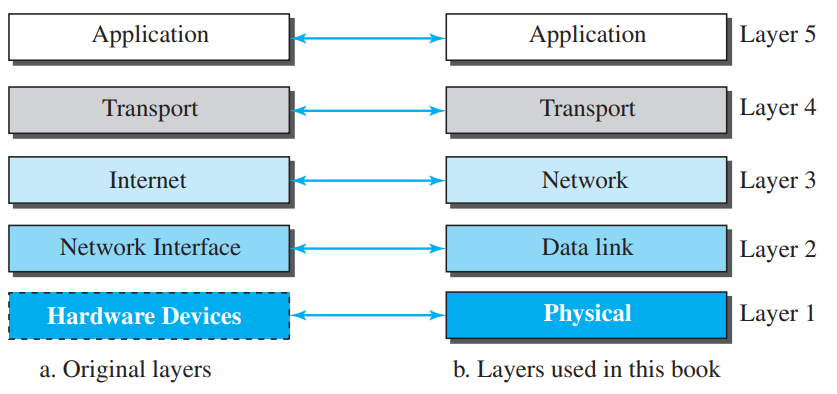 Application
Application
Layer 5
Transport
Transport
Layer 4
Internet
Network
Layer 3
Network Interface
Data link
Layer 2
Hardware Devices
Physical
Layer 1
a. Original layers
b. Layers used in this book